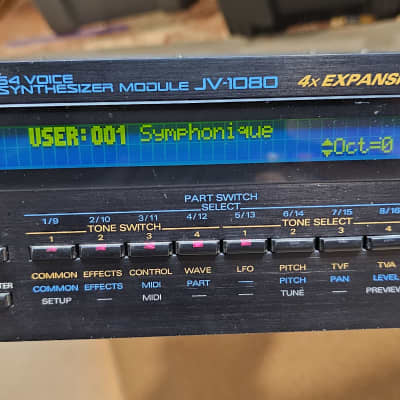 64 VOICE
SYNTHESIZER MODULE JV-1080 4x EXPANS
USER:001 Symphonique
Oct=0
PART SWITCH
SELECT
1/9 2/10 3/11 4/12 5/13 6/14 7/15 8/16
TONE SWITCH TONE SELECT
1 2 3 4 1 2 3 4
COMMON EFFECTS CONTROL WAVE LFO PITCH TVF TVA
COMMON EFFECTS MIDI PART — PITCH PAN LEVEL
SETUP — MIDI — — TUNE — PREVIEW